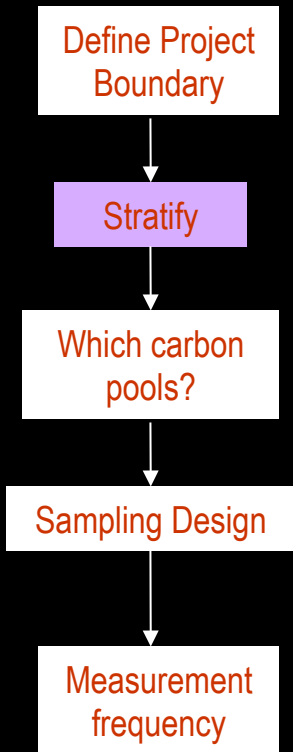 Define Project
Boundary
Stratify
Which carbon
pools?
Sampling Design
Measurement
frequency